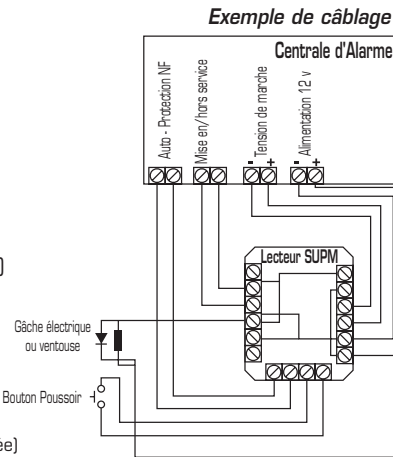 Exemple de câblage
Centrale d'Alarme
Auto - Protection NF
Mise en/hors service
- Tension de marche +
- Alimentation 12 v +
)
Lecteur SUPM
Gâche électrique
ou ventouse
Bouton Poussoir
ée)